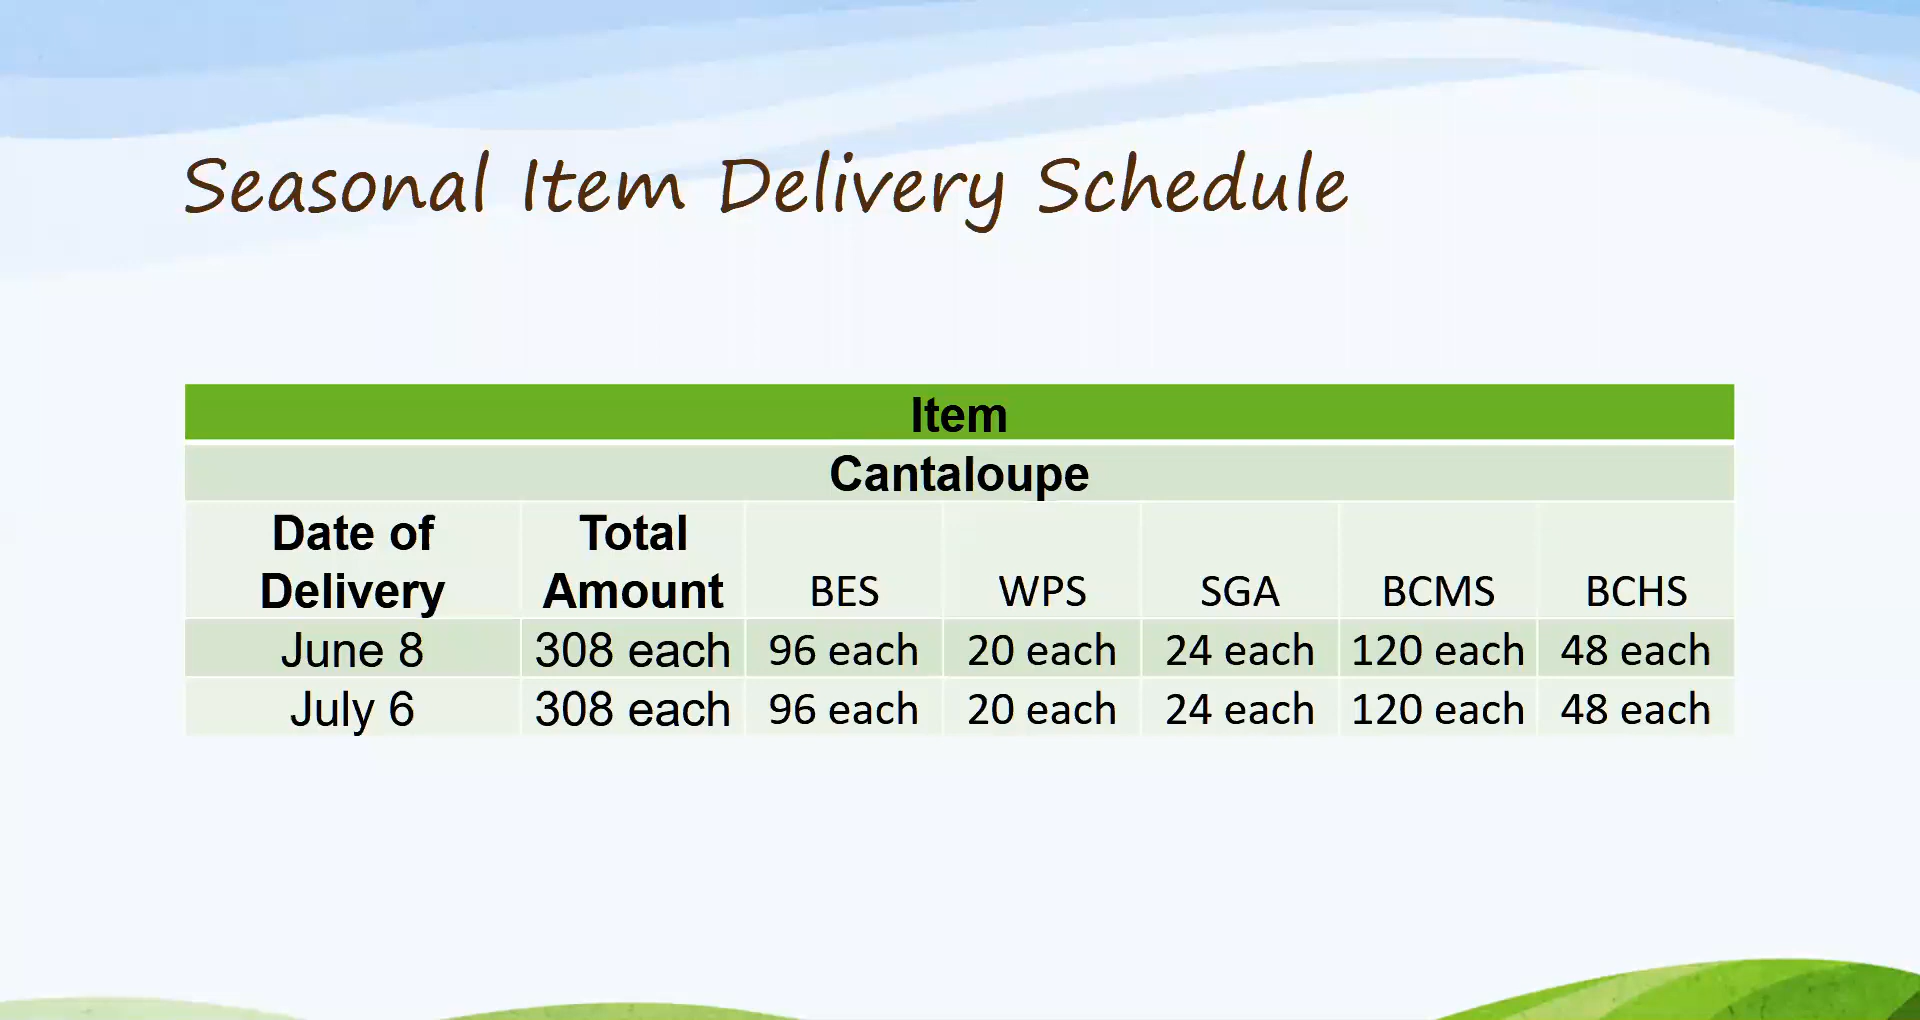 Seasonal Item Delivery Schedule
Item
Cantaloupe
Date of Delivery Total Amount BES WPS SGA BCMS BCHS
June 8 308 each 96 each 20 each 24 each 120 each 48 each
July 6 308 each 96 each 20 each 24 each 120 each 48 each